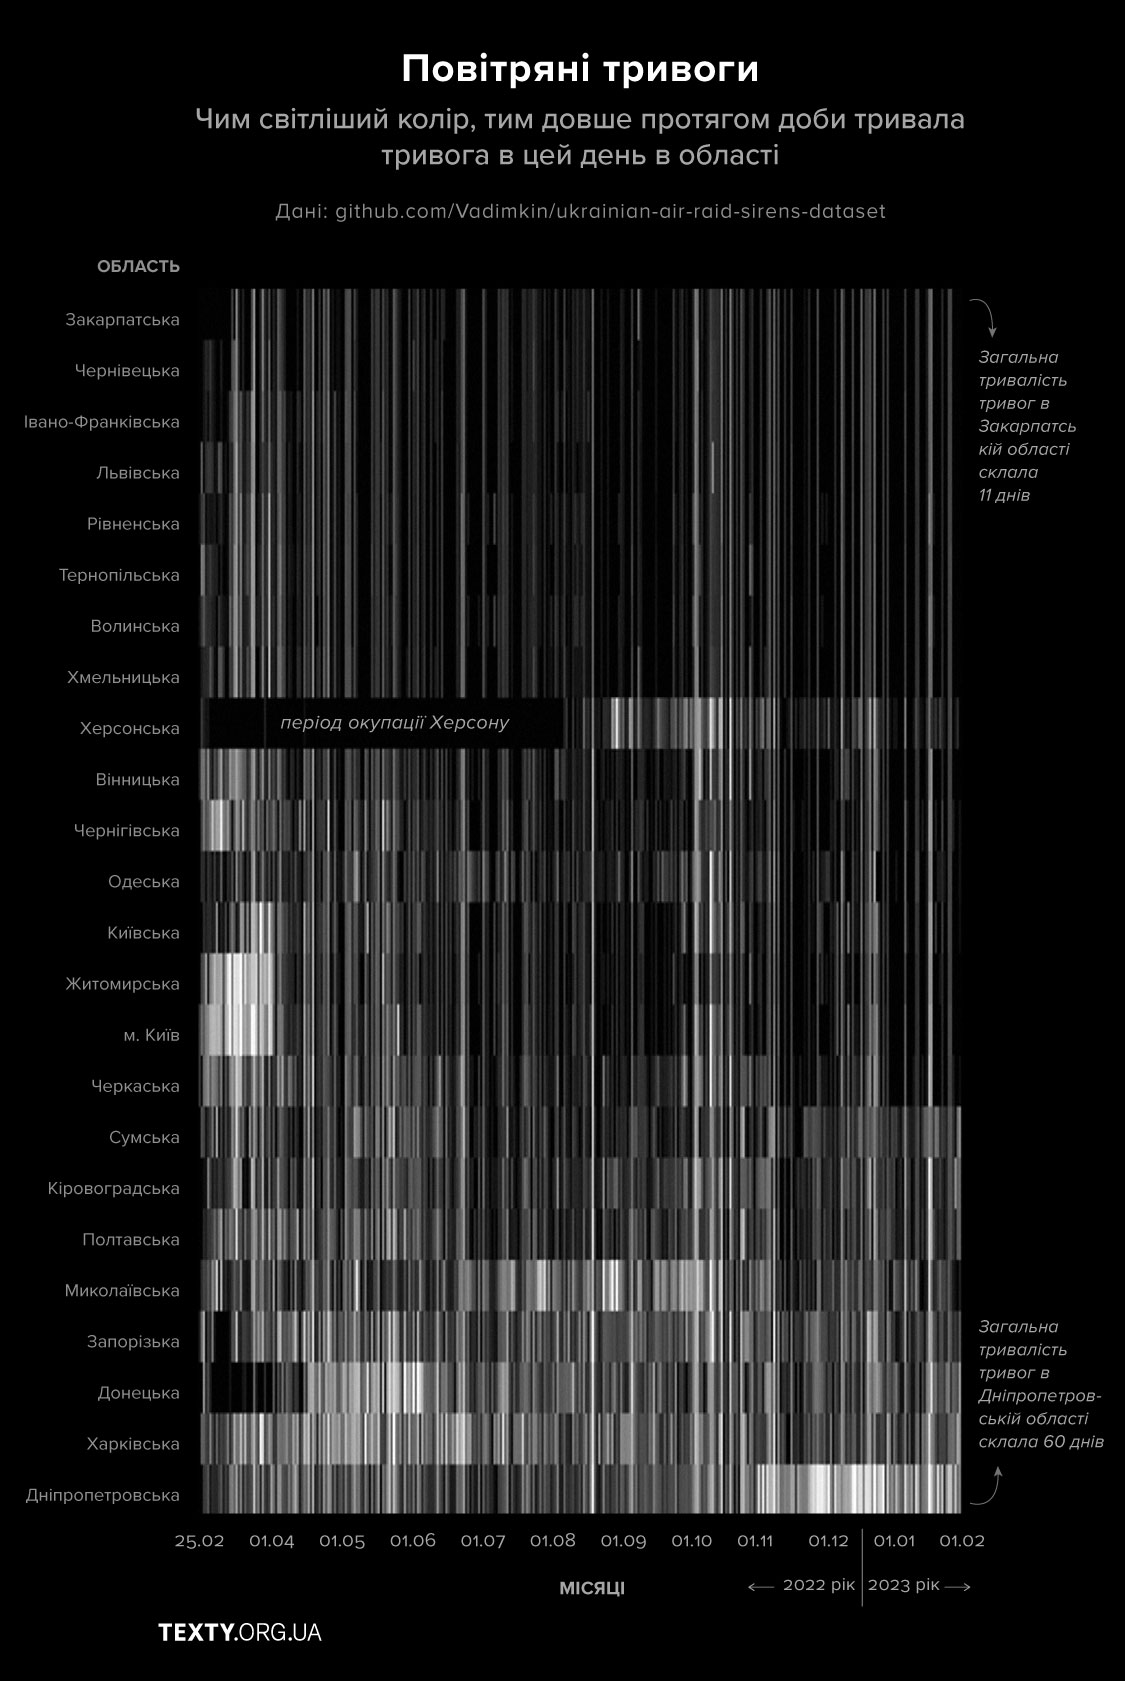 Повітряні тривоги
Чим світліший колір, тим довше протягом доби тривала
тривога в цей день в області
Дані: github.com/Vadimkin/ukrainian-air-raid-sirens-dataset
ОБЛАСТЬ
Закарпатська
Чернівецька
Івано-Франківська
Львівська
Рівненська
Тернопільська
Волинська
Хмельницька
Херсонська
період окупації Херсону
Вінницька
Чернігівська
Одеська
Київська
Житомирська
м. Київ
Черкаська
Сумська
Кіровоградська
Полтавська
Миколаївська
Запорізька
Донецька
Харківська
Дніпропетровська
Загальна
тривалість
тривог в
Закарпатсь
кій області
склала
11 днів
Загальна
тривалість
тривог в
Дніпропетров-
ській області
склала 60 днів
25.02 01.04 01.05 01.06 01.07 01.08 01.09 01.10 01.11 01.12 01.01 01.02
МІСЯЦІ
← 2022 рік 2023 рік →
TEXTY.ORG.UA